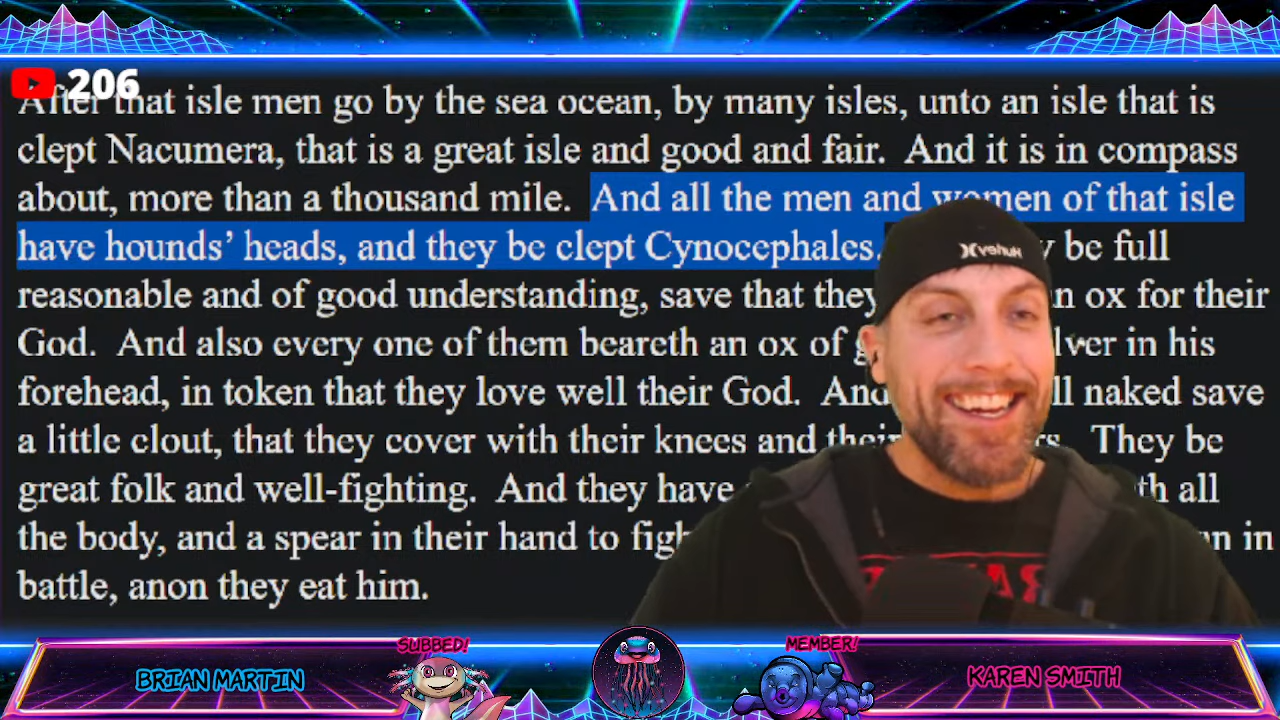 206
After that isle men go by the sea ocean, by many isles, unto an isle that is
clept Nacumera, that is a great isle and good and fair. And it is in compass
about, more than a thousand mile. And all the men and women of that isle
have hounds’ heads, and they be clept Cynocephales. be full
reasonable and of good understanding, save that they ox for their
God. And also every one of them beareth an ox of in his
forehead, in token that they love well their God. And naked save
a little clout, that they cover with their knees and their They be
great folk and well-fighting. And they have all
the body, and a spear in their hand to in
battle, anon they eat him.
Hurley
SUBBED!
MEMBER!
BRIAN MARTIN
KAREN SMITH